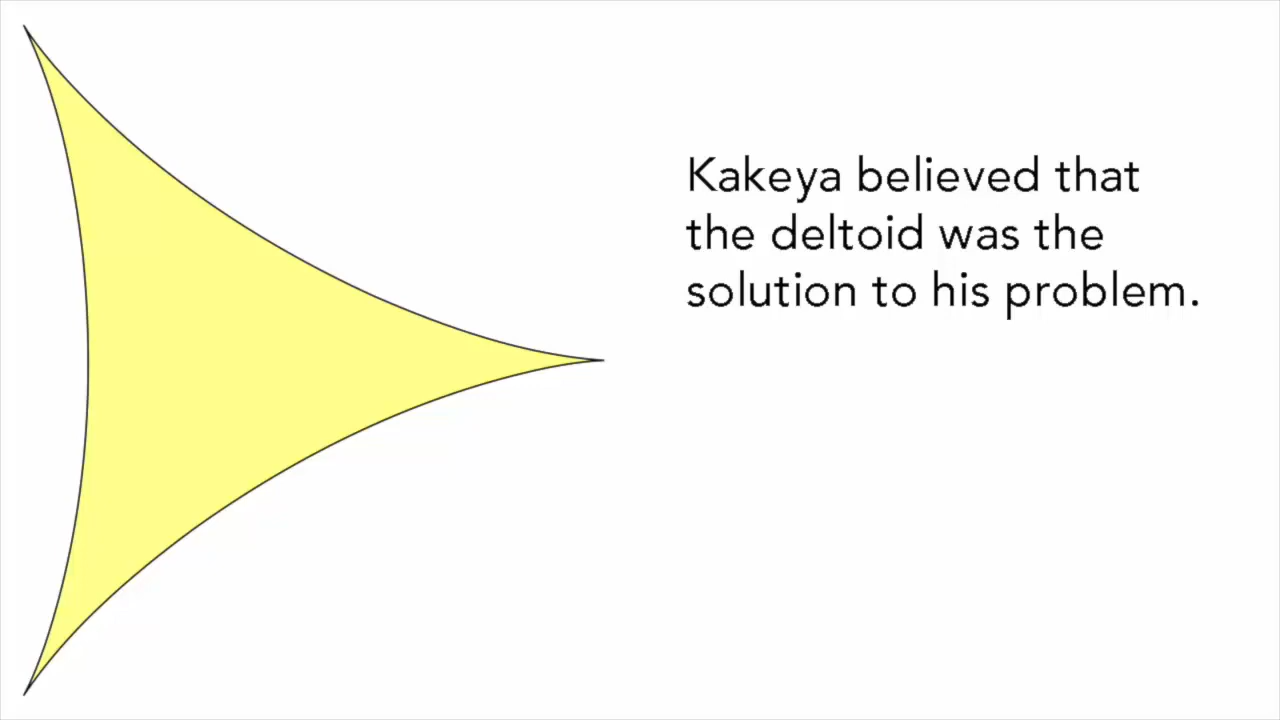 Kakeya believed that
the deltoid was the
solution to his problem.